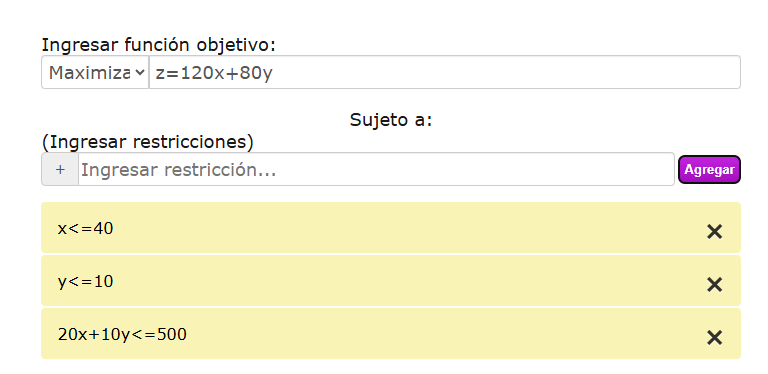 Ingresar función objetivo:
Maximiza z=120x+80y
Sujeto a:
(Ingresar restricciones)
+ Ingresar restricción... Agregar
x<=40 ×
y<=10 ×
20x+10y<=500 ×